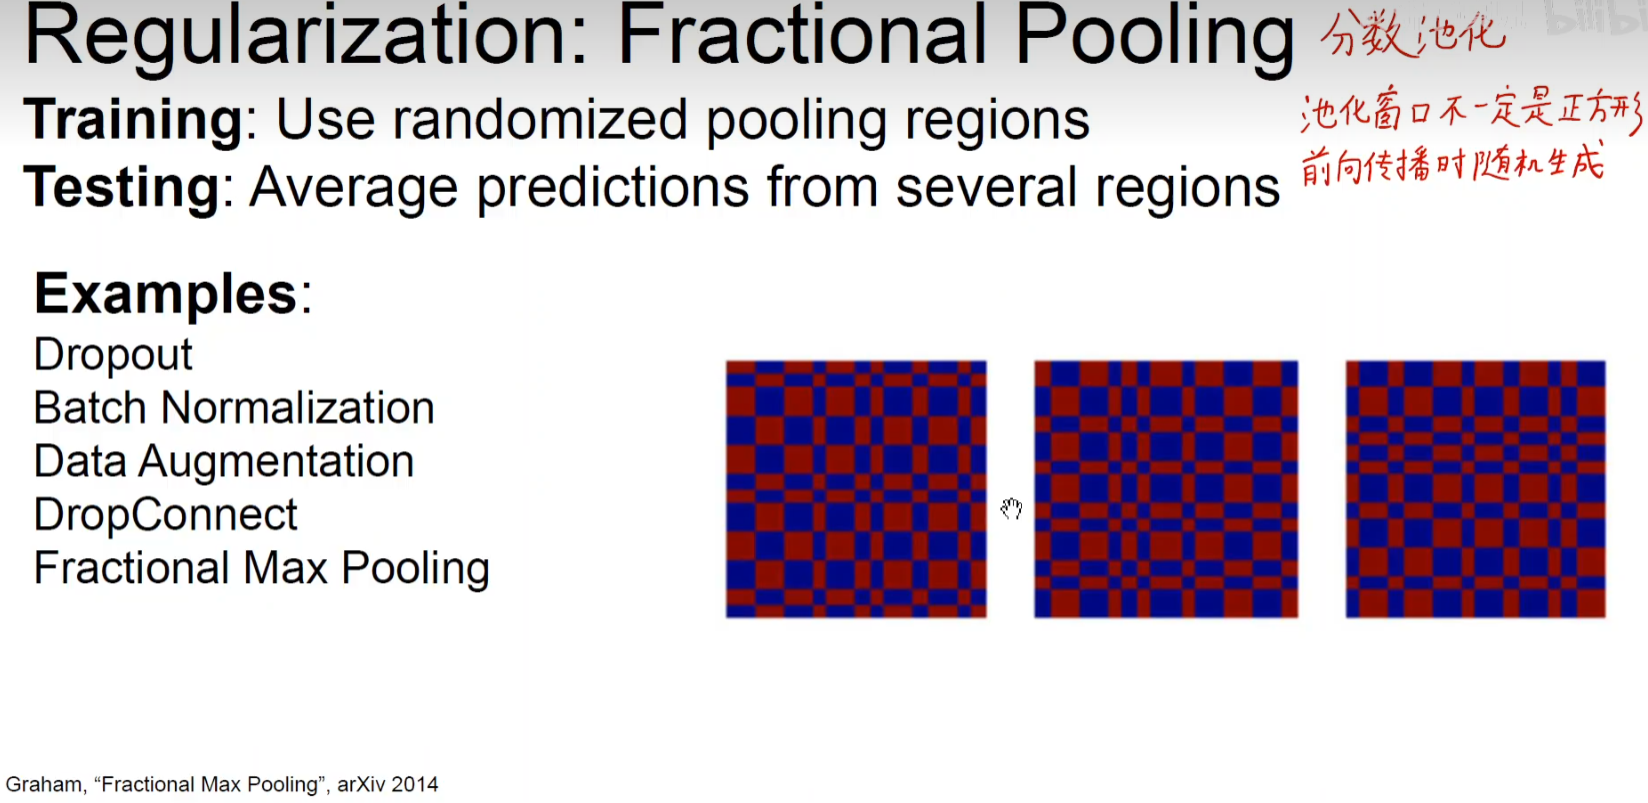 Regularization: Fractional Pooling
分数池化
Training: Use randomized pooling regions
池化窗口不一定是正方形
Testing: Average predictions from several regions
前向传播时随机生成
Examples:
Dropout
Batch Normalization
Data Augmentation
DropConnect
Fractional Max Pooling
Graham, “Fractional Max Pooling”, arXiv 2014